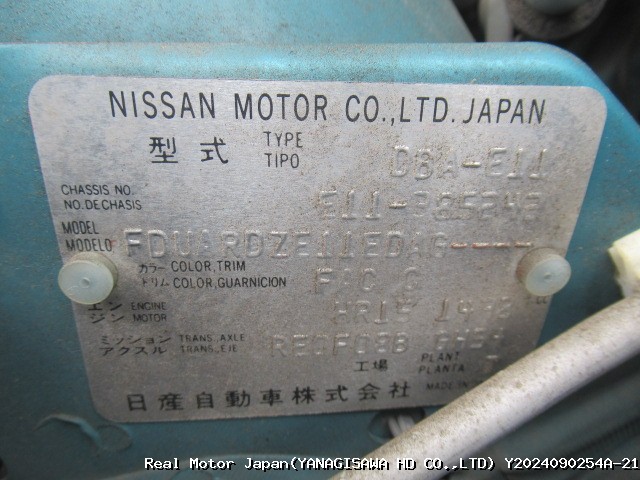 NISSAN MOTOR CO.,LTD. JAPAN
型式 TYPE TIPO DBA-E11
CHASSIS NO.
NO. DE CHASIS
MODEL
MODELO FDUARDZE11EDAG-----
カラー COLOR, TRIM
トリム COLOR, GUARNICION
エン ENGINE
ジン MOTOR HR15
ミッション TRANS., AXLE
アクスル TRANS., EJE RE0F08B
工場 PLANT
PLANTA
日産自動車株式会社 MADE IN
Real Motor Japan(YANAGISAWA HD CO.,LTD) Y2024090254A-21